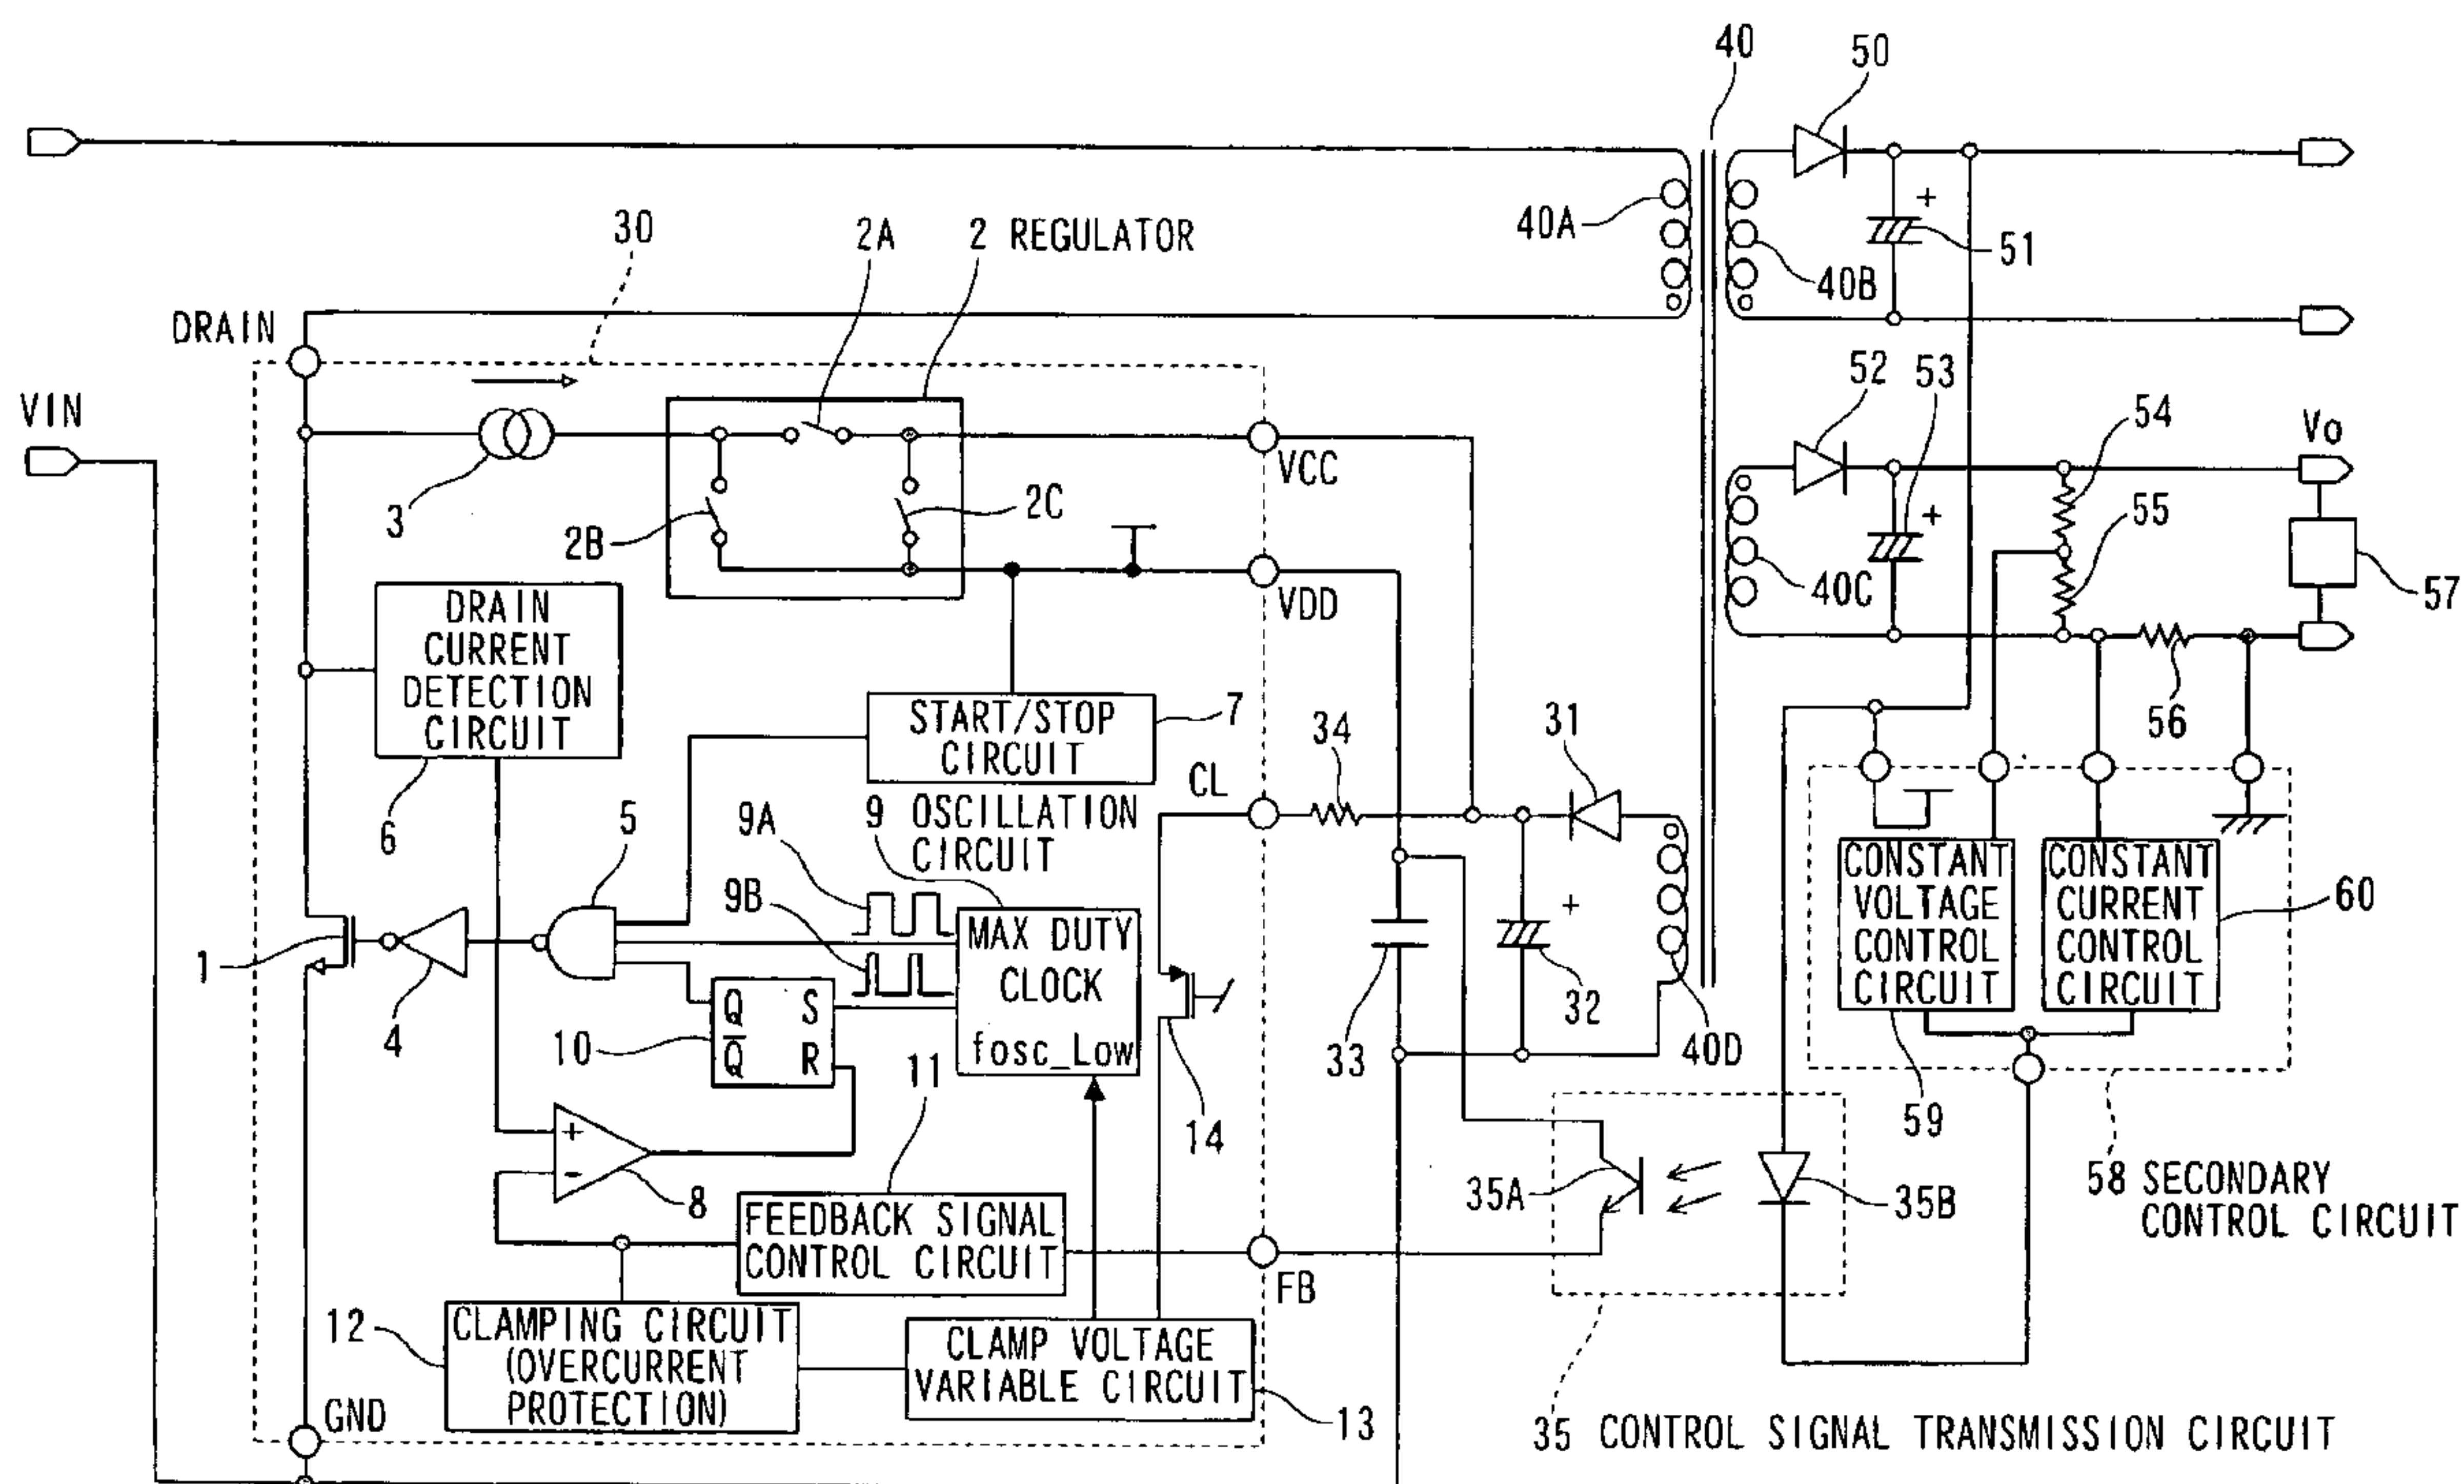 40
50
30
2A
2 REGULATOR
40A
40B
51
DRAIN
VIN
52
53
54
Vo
3
2B
2C
VCC
VDD
40C
55
57
DRAIN
CURRENT
DETECTION
CIRCUIT
6
START/STOP
CIRCUIT
7
CL
34
31
56
5
9A
9B
9 OSCILLATION
CIRCUIT
MAX DUTY
CLOCK
fosc_Low
1
4
10
Q S
Q̅ R
11
14
33
+
32
40D
CONSTANT
VOLTAGE
CONTROL
CIRCUIT
CONSTANT
CURRENT
CONTROL
CIRCUIT
60
59
58 SECONDARY
CONTROL CIRCUIT
+
-
8
FEEDBACK SIGNAL
CONTROL CIRCUIT
FB
35A
35B
12
CLAMPING CIRCUIT
(OVERCURRENT
PROTECTION)
CLAMP VOLTAGE
VARIABLE CIRCUIT
13
GND
35 CONTROL SIGNAL TRANSMISSION CIRCUIT